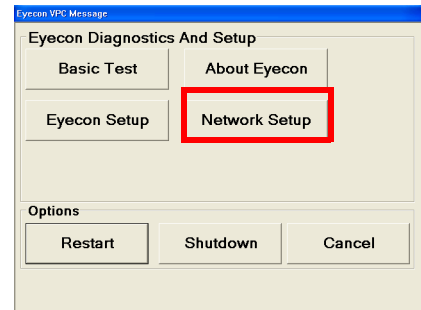 Eyecon VPC Message
Eyecon Diagnostics And Setup
Basic Test About Eyecon
Eyecon Setup Network Setup
Options
Restart Shutdown Cancel